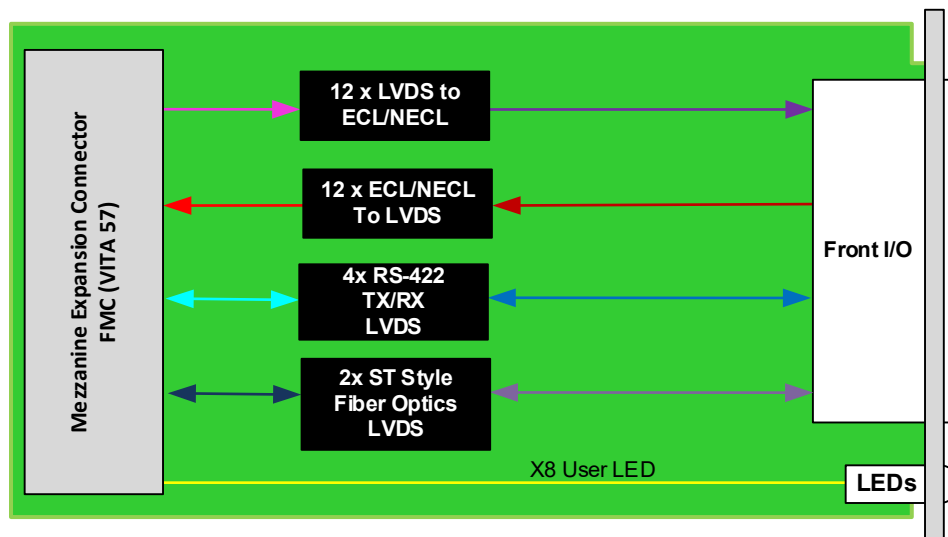 Mezzanine Expansion Connector
FMC (VITA 57)
12 x LVDS to
ECL/NECL
12 x ECL/NECL
To LVDS
4x RS-422
TX/RX
LVDS
2x ST Style
Fiber Optics
LVDS
Front I/O
X8 User LED
LEDs